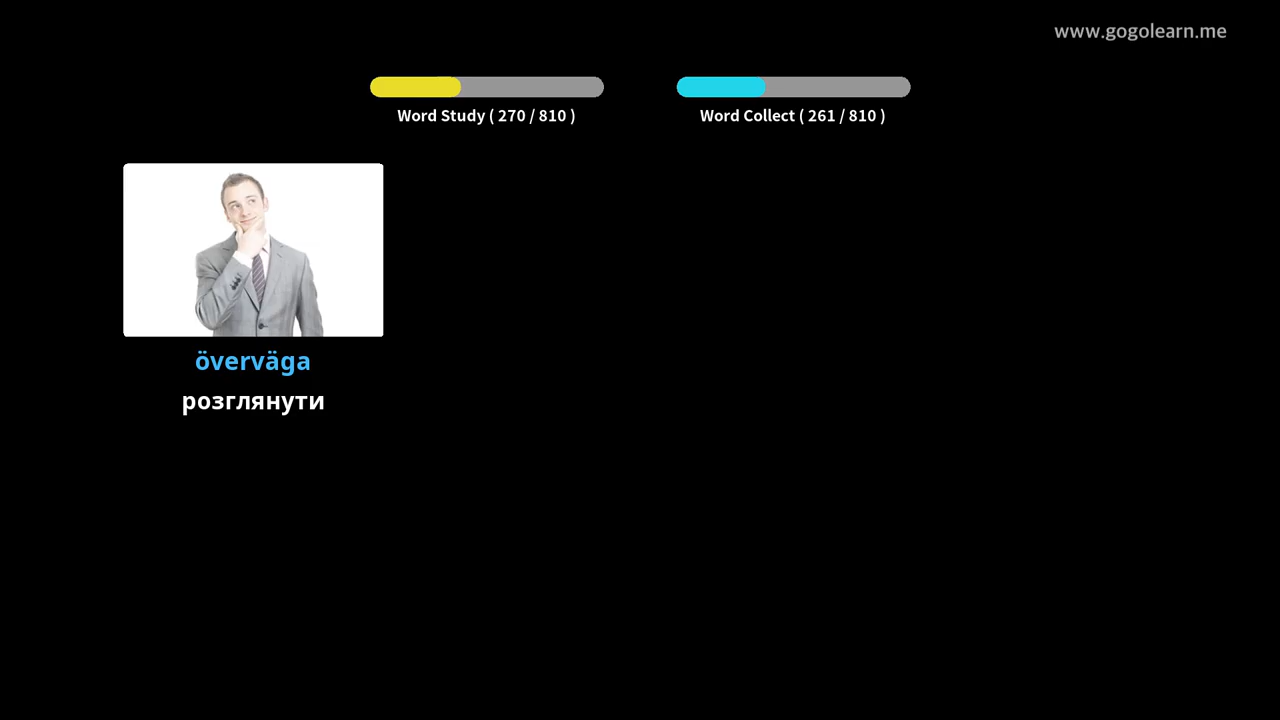 www.gogolearn.me
Word Study ( 270 / 810 )
Word Collect ( 261 / 810 )
överväga
розглянути